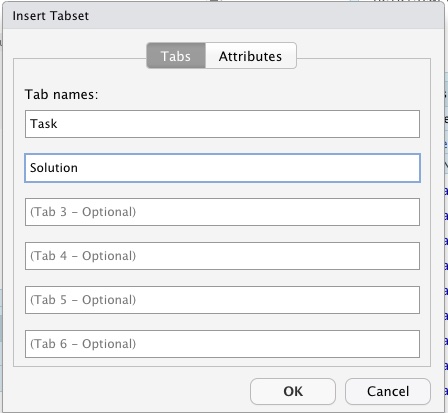 Insert Tabset
Tabs Attributes
Tab names:
Task
Solution
(Tab 3 - Optional)
(Tab 4 - Optional)
(Tab 5 - Optional)
(Tab 6 - Optional)
OK Cancel